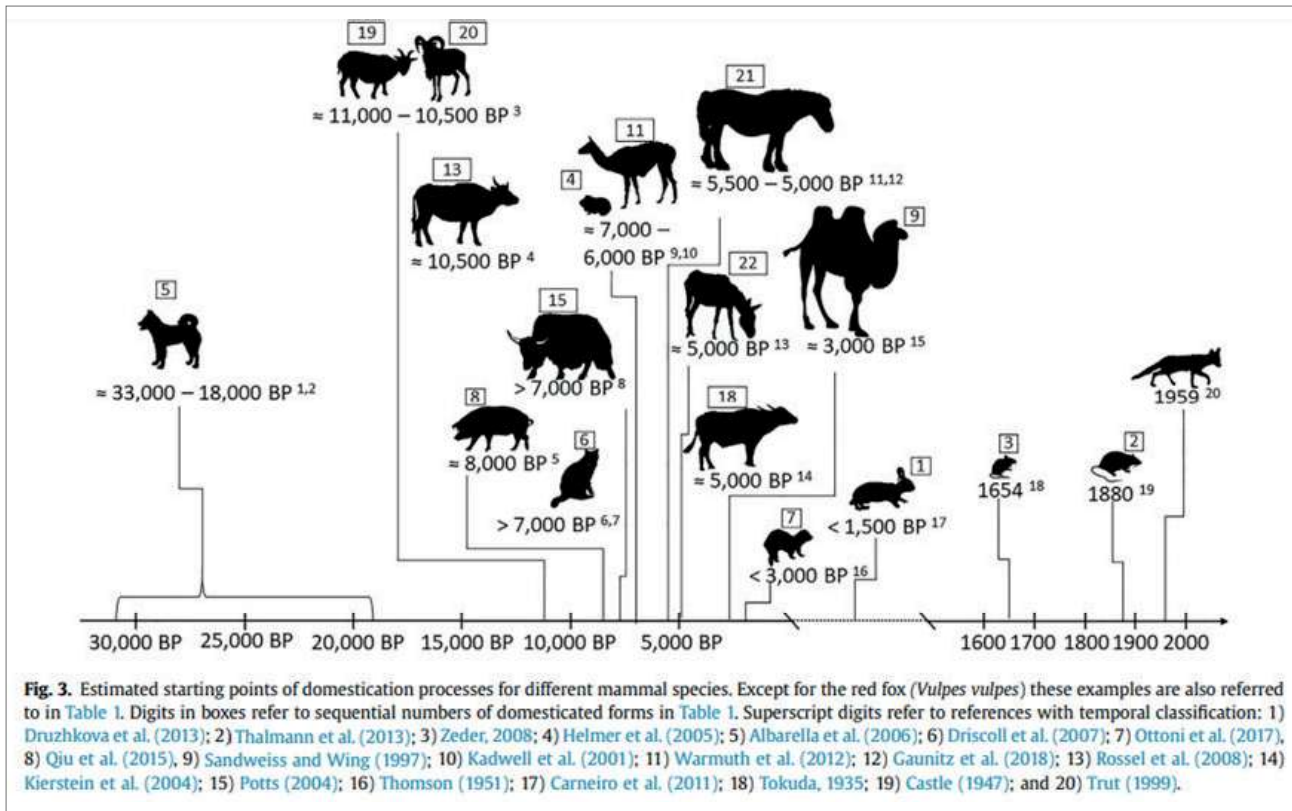 19
20
≈ 11,000 – 10,500 BP 3
21
≈ 5,500 – 5,000 BP 11,12
11
4
≈ 7,000 –
6,000 BP 9,10
13
≈ 10,500 BP 4
9
≈ 3,000 BP 15
22
≈ 5,000 BP 13
5
≈ 33,000 – 18,000 BP 1,2
15
> 7,000 BP 8
8
≈ 8,000 BP 5
6
> 7,000 BP 6,7
18
≈ 5,000 BP 14
7
< 3,000 BP 16
1
< 1,500 BP 17
3
1654 18
2
1880 19
1959 20
30,000 BP 25,000 BP 20,000 BP 15,000 BP 10,000 BP 5,000 BP 1600 1700 1800 1900 2000
Fig. 3. Estimated starting points of domestication processes for different mammal species. Except for the red fox (Vulpes vulpes) these examples are also referred
to in Table 1. Digits in boxes refer to sequential numbers of domesticated forms in Table 1. Superscript digits refer to references with temporal classification: 1)
Druzhkova et al. (2013); 2) Thalmann et al. (2013); 3) Zeder, 2008; 4) Helmer et al. (2005); 5) Albarella et al. (2006); 6) Driscoll et al. (2007); 7) Ottoni et al. (2017),
8) Qiu et al. (2015), 9) Sandweiss and Wing (1997); 10) Kadwell et al. (2001); 11) Warmuth et al. (2012); 12) Gaunitz et al. (2018); 13) Rossel et al. (2008); 14)
Kierstein et al. (2004); 15) Potts (2004); 16) Thomson (1951); 17) Carneiro et al. (2011); 18) Tokuda, 1935; 19) Castle (1947); and 20) Trut (1999).